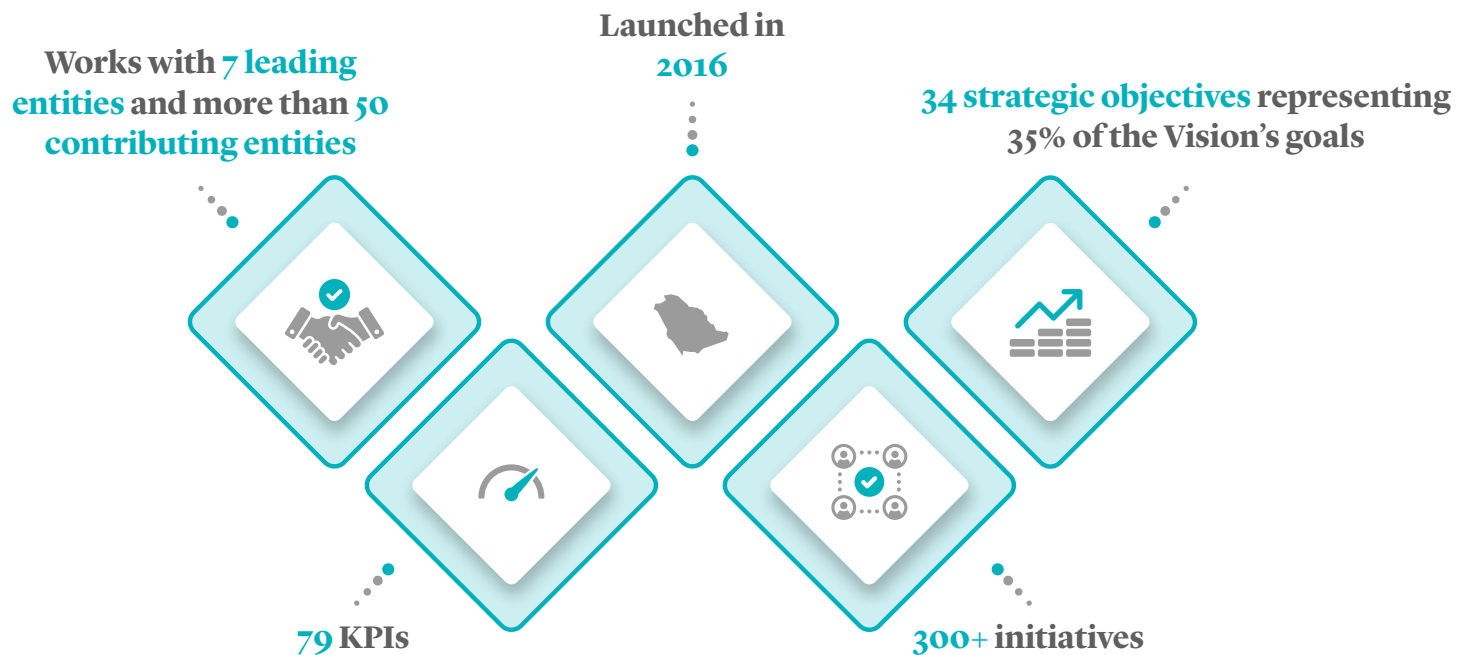 Works with 7 leading
entities and more than 50
contributing entities
Launched in
2016
34 strategic objectives representing
35% of the Vision’s goals
79 KPIs
300+ initiatives